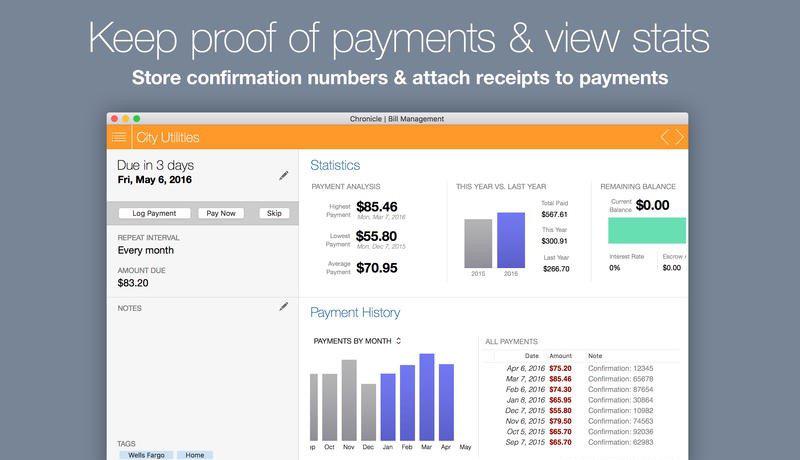 Keep proof of payments & view stats
Store confirmation numbers & attach receipts to payments
Chronicle | Bill Management
City Utilities
Due in 3 days
Fri, May 6, 2016
Log Payment Pay Now Skip
REPEAT INTERVAL
Every month
AMOUNT DUE
$83.20
NOTES
TAGS
Wells Fargo Home
Statistics
PAYMENT ANALYSIS
Highest Payment $85.46
Mon, Mar 7, 2016
Lowest Payment $55.80
Mon, Dec 7, 2015
Average Payment $70.95
THIS YEAR VS. LAST YEAR
2015 2016
Total Paid
$567.61
This Year
$300.91
Last Year
$266.70
REMAINING BALANCE
Current Balance $0.00
Interest Rate Escrow
0% $0.00
Payment History
PAYMENTS BY MONTH
Oct Nov Dec Jan Feb Mar Apr May
ALL PAYMENTS
Date Amount Note
Apr 6, 2016 $75.20 Confirmation: 12345
Mar 7, 2016 $85.46 Confirmation: 65678
Feb 6, 2016 $74.30 Confirmation: 87654
Jan 8, 2016 $65.95 Confirmation: 30864
Dec 7, 2015 $55.80 Confirmation: 10982
Nov 6, 2015 $79.50 Confirmation: 74563
Oct 5, 2015 $65.70 Confirmation: 92036
Sep 7, 2015 $65.70 Confirmation: 62983